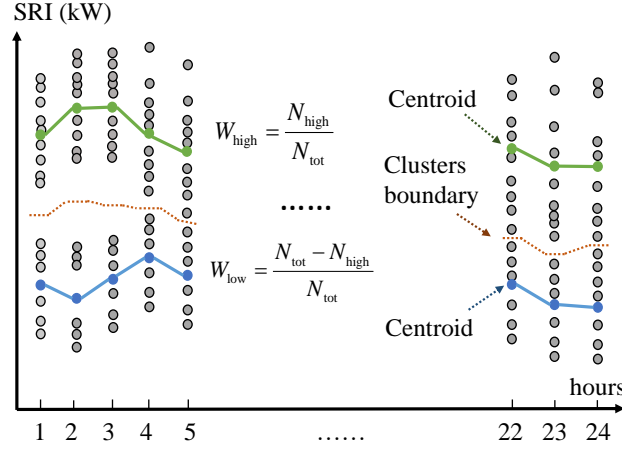 SRI (kW)
W_high = N_high / N_tot
Centroid
Clusters
boundary
......
W_low = (N_tot − N_high) / N_tot
Centroid
hours
1 2 3 4 5 ...... 22 23 24